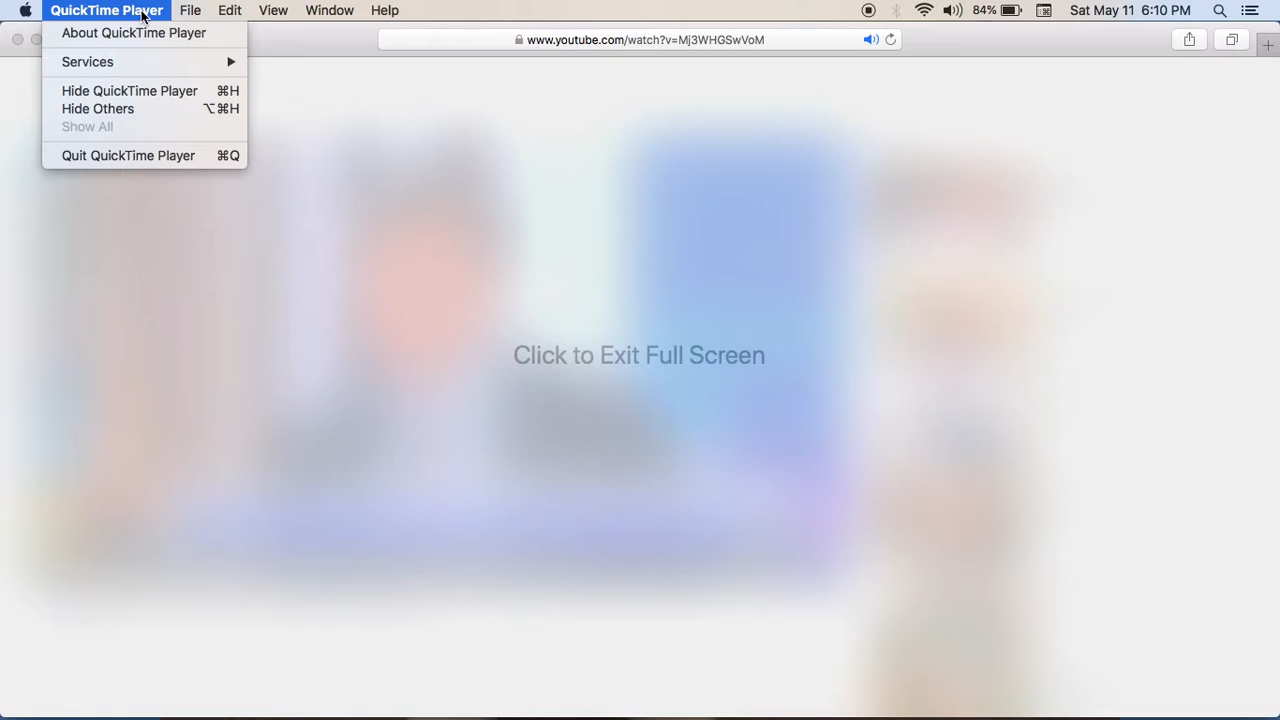 QuickTime Player File Edit View Window Help 84% Sat May 11 6:10 PM
About QuickTime Player
www.youtube.com/watch?v=Mj3WHGSwVoM
Services
Hide QuickTime Player ⌘H
Hide Others ⌥⌘H
Show All
Quit QuickTime Player ⌘Q
Click to Exit Full Screen